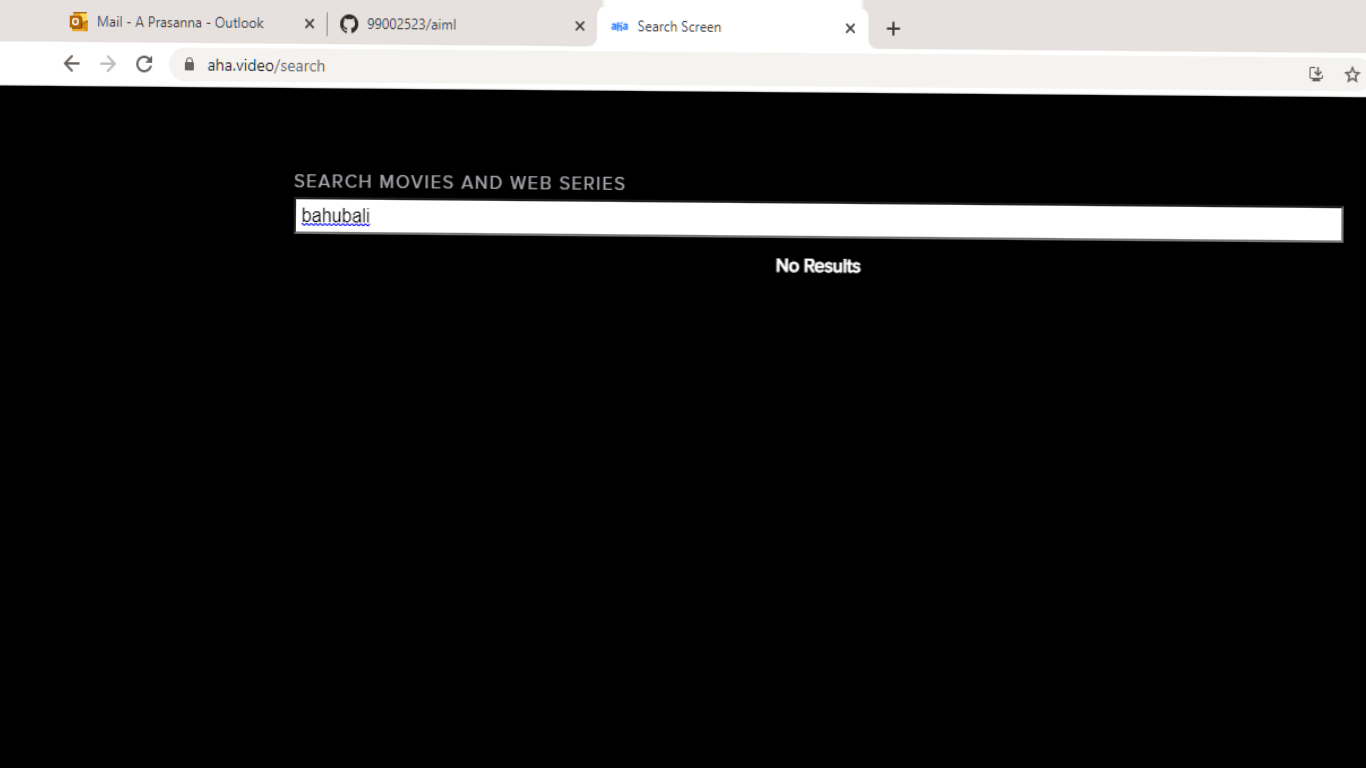 Mail - A Prasanna - Outlook
99002523/aiml
aha
Search Screen
aha.video/search
SEARCH MOVIES AND WEB SERIES
bahubali
No Results